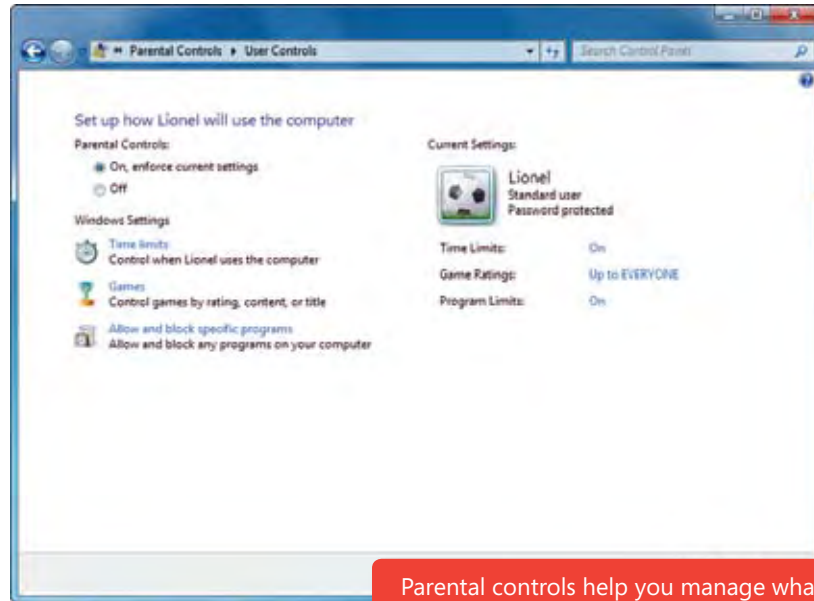 Parental Controls ▸ User Controls
Search Control Panel
Set up how Lionel will use the computer
Parental Controls:
On, enforce current settings
Off
Windows Settings
Time limits
Control when Lionel uses the computer
Games
Control games by rating, content, or title
Allow and block specific programs
Allow and block any programs on your computer
Current Settings:
Lionel
Standard user
Password protected
Time Limits: On
Game Ratings: Up to EVERYONE
Program Limits: On
Parental controls help you manage wha